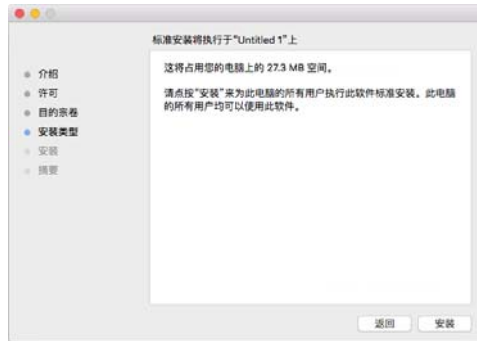 标准安装将执行于“Untitled 1”上
介绍
许可
目的宗卷
安装类型
安装
摘要
这将占用您的电脑上的 27.3 MB 空间。
请点按“安装”来为此电脑的所有用户执行此软件标准安装。此电脑
的所有用户均可以使用此软件。
返回
安装